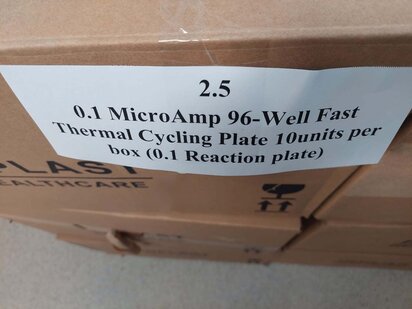 2.5
0.1 MicroAmp 96-Well Fast
Thermal Cycling Plate 10units per
box (0.1 Reaction plate)
PLAST
HEALTHCARE